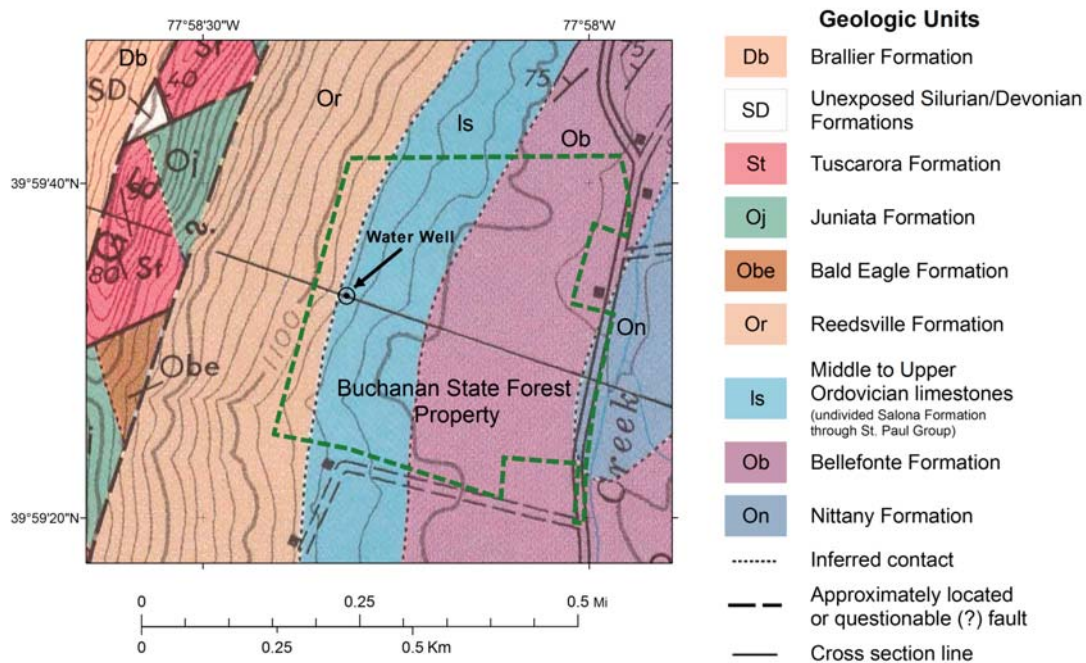 77°58'30"W
77°58'W
Geologic Units
Db
St
SD
40
Or
ls
75
15
Ob
Oj
39°59'40"N
?
Water Well
St
80
On
1100
Obe
Buchanan State Forest
Property
Creek
39°59'20"N
0 0.25 0.5 Mi
0 0.25 0.5 Km
Db Brallier Formation
SD Unexposed Silurian/Devonian
Formations
St Tuscarora Formation
Oj Juniata Formation
Obe Bald Eagle Formation
Or Reedsville Formation
ls Middle to Upper
Ordovician limestones
(undivided Salona Formation
through St. Paul Group)
Ob Bellefonte Formation
On Nittany Formation
Inferred contact
Approximately located
or questionable (?) fault
Cross section line